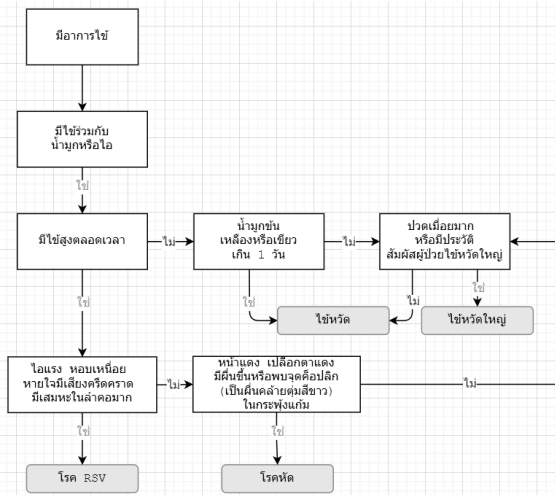 มีอาการไข้
มีไข้ร่วมกับ
น้ำมูกหรือไอ
ใช่
มีไข้สูงตลอดเวลา
ไม่
น้ำมูกข้น
เหลืองหรือเขียว
เกิน 1 วัน
ไม่
ปวดเมื่อยมาก
หรือมีประวัติ
สัมผัสผู้ป่วยไข้หวัดใหญ่
ใช่
ใช่
ไม่
ใช่
ไข้หวัด
ไข้หวัดใหญ่
ไอแรง หอบเหนื่อย
หายใจมีเสียงครืดคราด
มีเสมหะในลำคอมาก
ไม่
หน้าแดง เปลือกตาแดง
มีผื่นขึ้นหรือพบจุดค็อปลิก
(เป็นผื่นคล้ายตุ่มสีขาว)
ในกระพุ้งแก้ม
ไม่
ใช่
ใช่
โรค RSV
โรคหัด